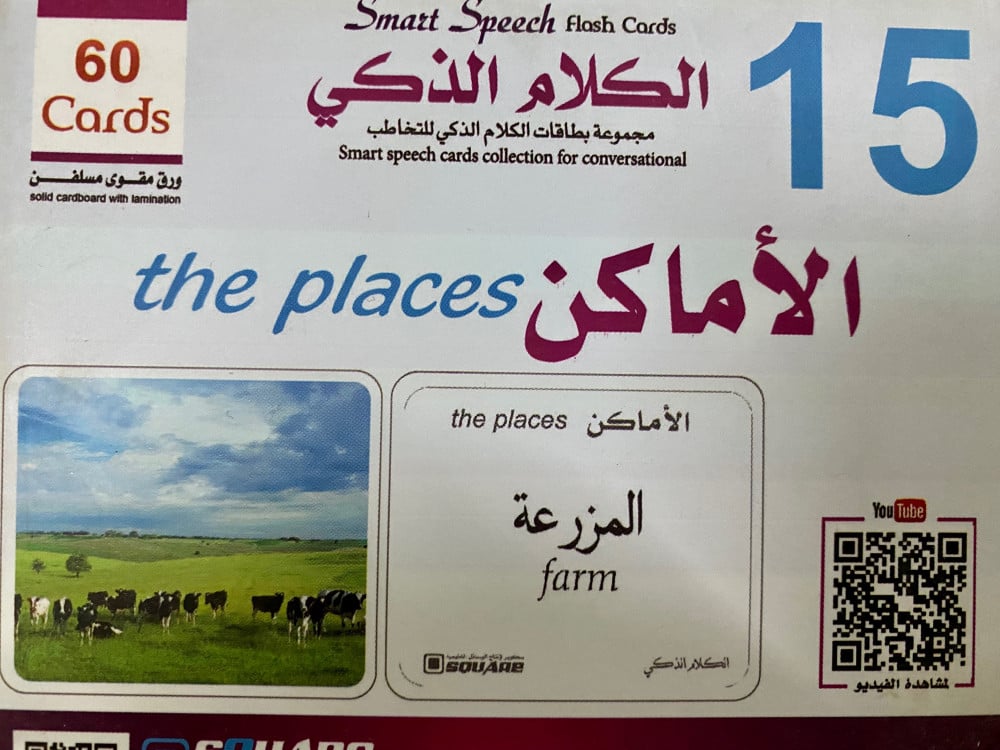 60
Cards
ورق مقوى مسلفن
solid cardboard with lamination
Smart Speech Flash Cards
الكلام الذكي
مجموعة بطاقات الكلام الذكي للتخاطب
Smart speech cards collection for conversational
15
the places الأماكن
the places الأماكن
المزرعة
farm
SQUARE
الكلام الذكي
YouTube
لمشاهدة الفيديو
SQUARE